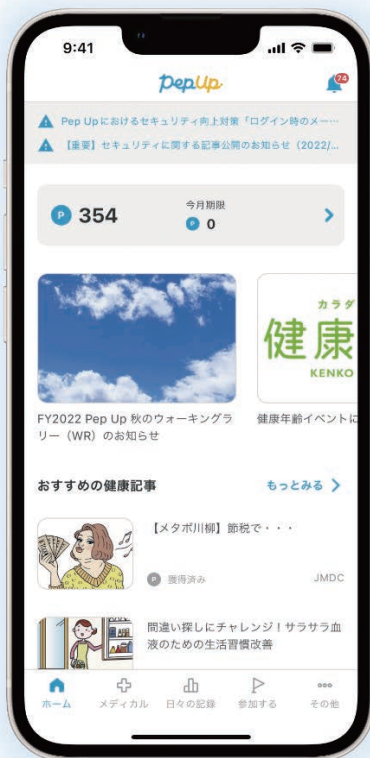 9:41
PepUp
74
Pep Upにおけるセキュリティ向上対策「ログイン時のメー…
【重要】セキュリティに関する記事公開のお知らせ（2022/...
P 354
今月期限
P 0
カラダ
健康
KENKO
FY2022 Pep Up 秋のウォーキングラ
リー（WR）のお知らせ
健康年齢イベントに
おすすめの健康記事
もっとみる
【メタボ川柳】節税で・・・
P 獲得済み
JMDC
間違い探しにチャレンジ！サラサラ血
液のための生活習慣改善
ホーム
メディカル
日々の記録
参加する
その他